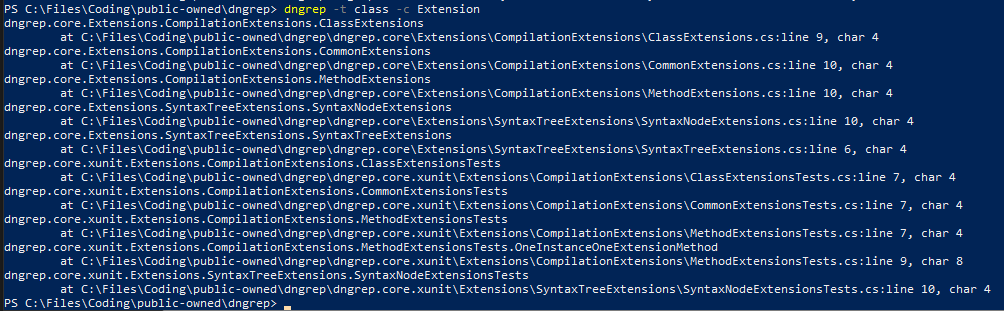 PS C:\Files\Coding\public-owned\dngrep> dngrep -t class -c Extension
dngrep.core.Extensions.CompilationExtensions.ClassExtensions
at C:\Files\Coding\public-owned\dngrep\dngrep.core\Extensions\CompilationExtensions\ClassExtensions.cs:line 9, char 4
dngrep.core.Extensions.CompilationExtensions.CommonExtensions
at C:\Files\Coding\public-owned\dngrep\dngrep.core\Extensions\CompilationExtensions\CommonExtensions.cs:line 10, char 4
dngrep.core.Extensions.CompilationExtensions.MethodExtensions
at C:\Files\Coding\public-owned\dngrep\dngrep.core\Extensions\CompilationExtensions\MethodExtensions.cs:line 10, char 4
dngrep.core.Extensions.SyntaxTreeExtensions.SyntaxNodeExtensions
at C:\Files\Coding\public-owned\dngrep\dngrep.core\Extensions\SyntaxTreeExtensions\SyntaxNodeExtensions.cs:line 10, char 4
dngrep.core.Extensions.SyntaxTreeExtensions.SyntaxTreeExtensions
at C:\Files\Coding\public-owned\dngrep\dngrep.core\Extensions\SyntaxTreeExtensions\SyntaxTreeExtensions.cs:line 6, char 4
dngrep.core.xunit.Extensions.CompilationExtensions.ClassExtensionsTests
at C:\Files\Coding\public-owned\dngrep\dngrep.core.xunit\Extensions\CompilationExtensions\ClassExtensionsTests.cs:line 7, char 4
dngrep.core.xunit.Extensions.CompilationExtensions.CommonExtensionsTests
at C:\Files\Coding\public-owned\dngrep\dngrep.core.xunit\Extensions\CompilationExtensions\CommonExtensionsTests.cs:line 7, char 4
dngrep.core.xunit.Extensions.CompilationExtensions.MethodExtensionsTests
at C:\Files\Coding\public-owned\dngrep\dngrep.core.xunit\Extensions\CompilationExtensions\MethodExtensionsTests.cs:line 7, char 4
dngrep.core.xunit.Extensions.CompilationExtensions.MethodExtensionsTests.OneInstanceOneExtensionMethod
at C:\Files\Coding\public-owned\dngrep\dngrep.core.xunit\Extensions\CompilationExtensions\MethodExtensionsTests.cs:line 9, char 8
dngrep.core.xunit.Extensions.SyntaxTreeExtensions.SyntaxNodeExtensionsTests
at C:\Files\Coding\public-owned\dngrep\dngrep.core.xunit\Extensions\SyntaxTreeExtensions\SyntaxNodeExtensionsTests.cs:line 10, char 4
PS C:\Files\Coding\public-owned\dngrep>